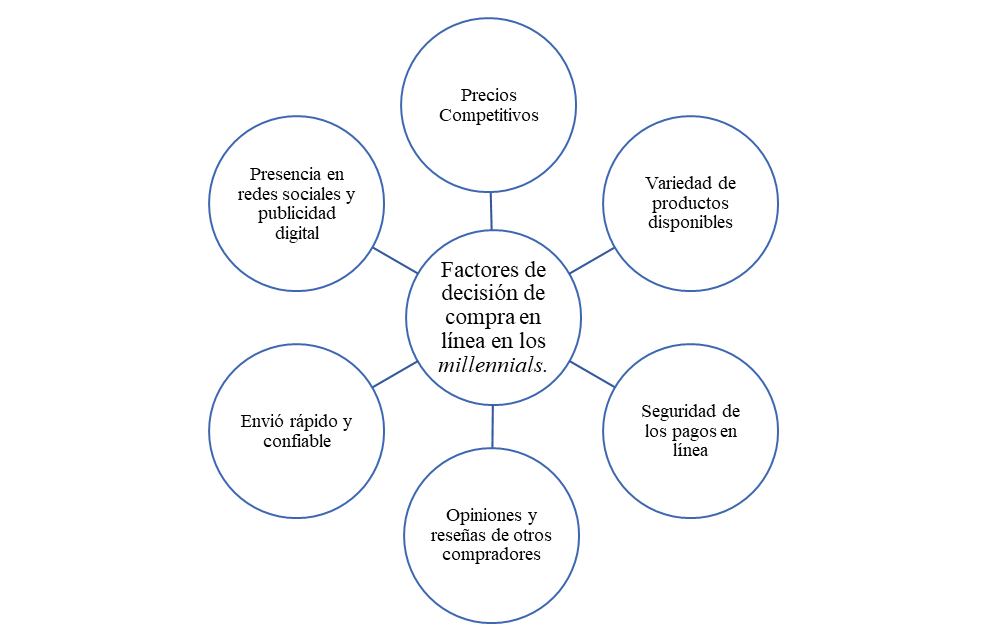 Precios
Competitivos
Variedad de
productos
disponibles
Seguridad de
los pagos en
línea
Opiniones y
reseñas de otros
compradores
Envió rápido y
confiable
Presencia en
redes sociales y
publicidad
digital
Factores de
decisión de
compra en
línea en los
millennials.